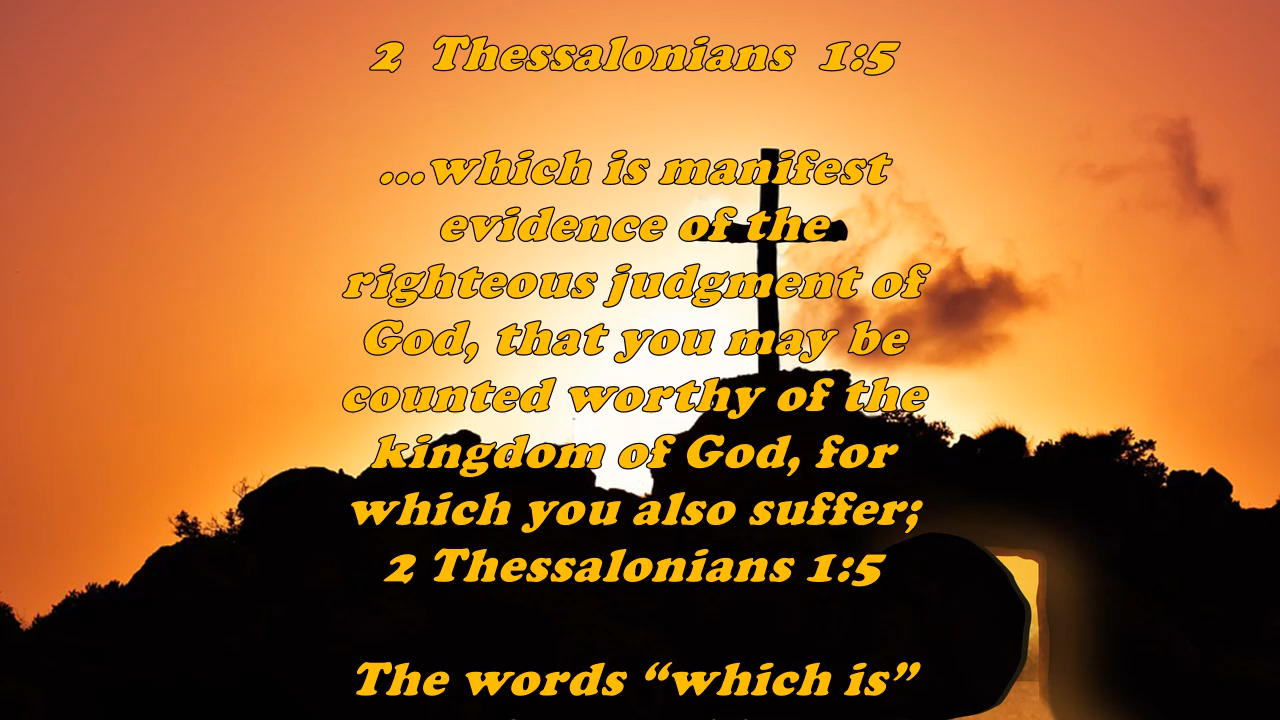 2 Thessalonians 1:5
...which is manifest
evidence of the
righteous judgment of
God, that you may be
counted worthy of the
kingdom of God, for
which you also suffer;
2 Thessalonians 1:5
The words “which is”